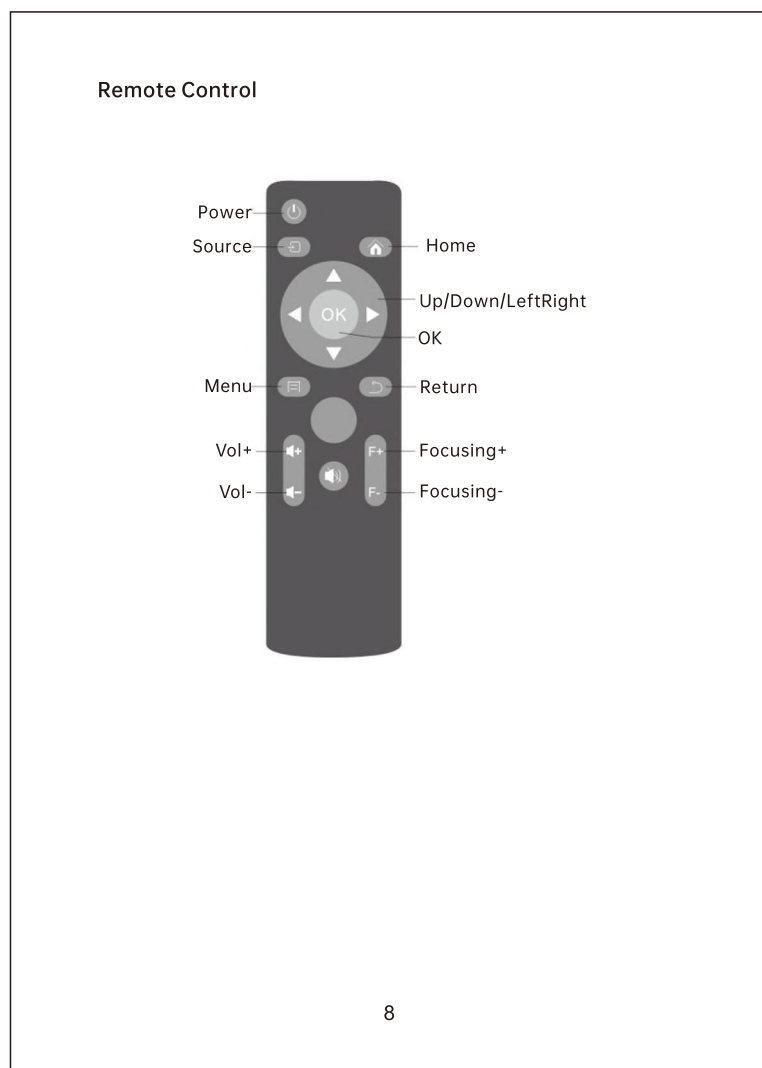 Remote Control
Power
Source
Home
Up/Down/LeftRight
OK
OK
Menu
Return
Vol+
F+
Focusing+
Vol-
F-
Focusing-
8